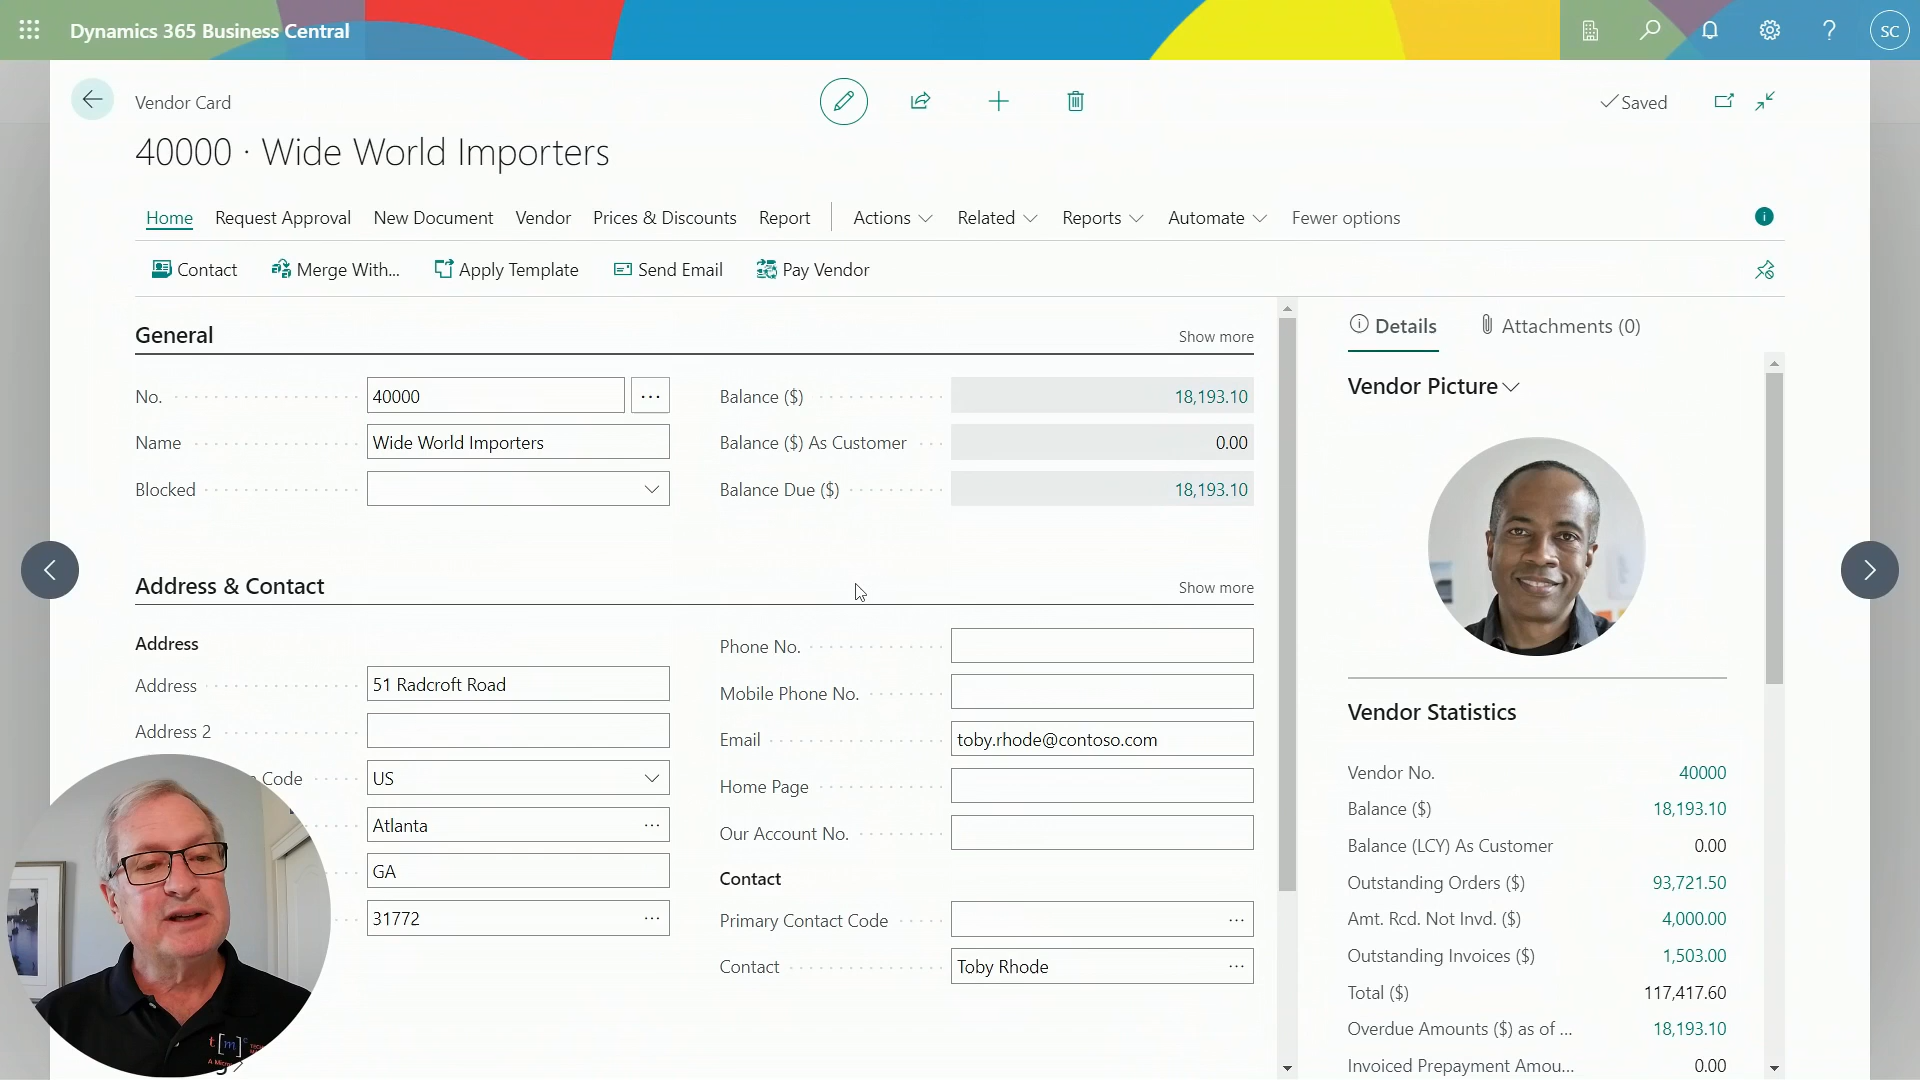 Dynamics 365 Business Central
SC
Vendor Card
Saved
40000 · Wide World Importers
Home Request Approval New Document Vendor Prices & Discounts Report Actions Related Reports Automate Fewer options
Contact Merge With... Apply Template Send Email Pay Vendor
General Show more
Details Attachments (0)
Vendor Picture
No. 40000 Balance ($) 18,193.10
Name Wide World Importers Balance ($) As Customer 0.00
Blocked Balance Due ($) 18,193.10
Address & Contact Show more
Address
Address 51 Radcroft Road
Address 2
Code US
Atlanta
GA
31772
Phone No.
Mobile Phone No.
Email toby.rhode@contoso.com
Home Page
Our Account No.
Contact
Primary Contact Code
Contact Toby Rhode
Vendor Statistics
Vendor No. 40000
Balance ($) 18,193.10
Balance (LCY) As Customer 0.00
Outstanding Orders ($) 93,721.50
Amt. Rcd. Not Invd. ($) 4,000.00
Outstanding Invoices ($) 1,503.00
Total ($) 117,417.60
Overdue Amounts ($) as of ... 18,193.10
Invoiced Prepayment Amou... 0.00
t[m]c